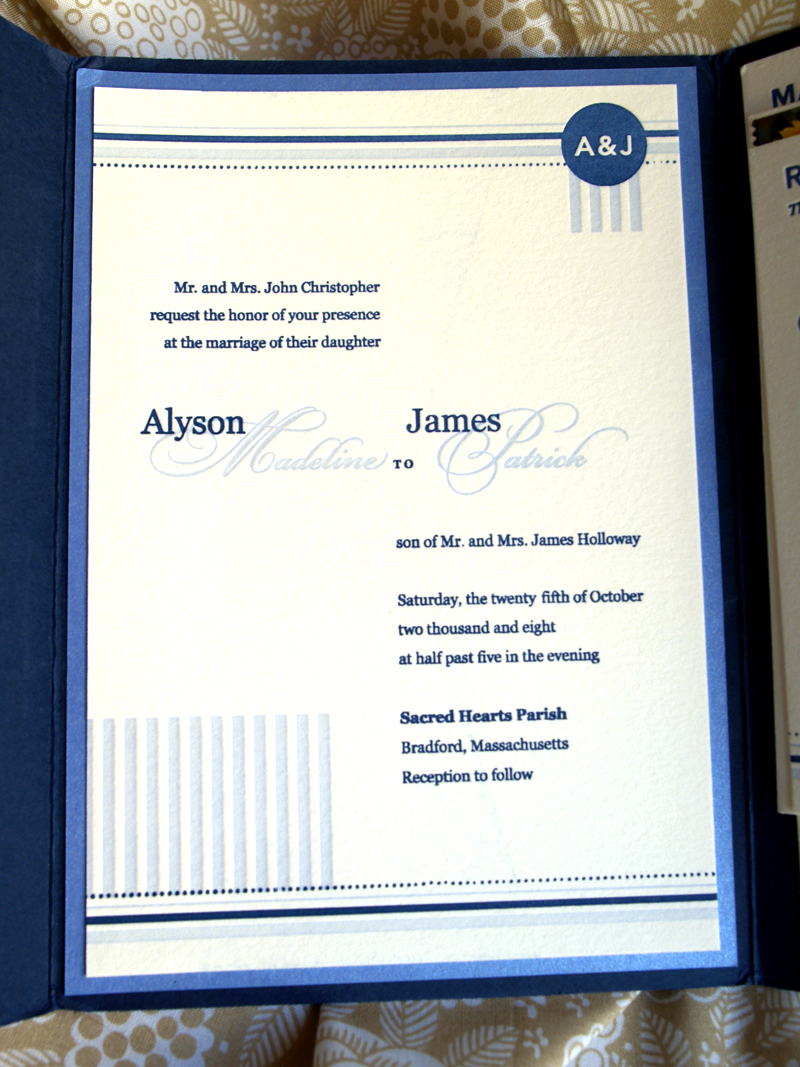 A & J
Mr. and Mrs. John Christopher
request the honor of your presence
at the marriage of their daughter
Alyson
Madeline
TO
James
Patrick
son of Mr. and Mrs. James Holloway
Saturday, the twenty fifth of October
two thousand and eight
at half past five in the evening
Sacred Hearts Parish
Bradford, Massachusetts
Reception to follow